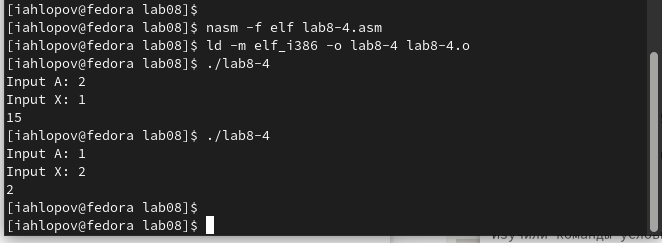 [iahlopov@fedora lab08]$
[iahlopov@fedora lab08]$ nasm -f elf lab8-4.asm
[iahlopov@fedora lab08]$ ld -m elf_i386 -o lab8-4 lab8-4.o
[iahlopov@fedora lab08]$ ./lab8-4
Input A: 2
Input X: 1
15
[iahlopov@fedora lab08]$ ./lab8-4
Input A: 1
Input X: 2
2
[iahlopov@fedora lab08]$
[iahlopov@fedora lab08]$
изучили команды